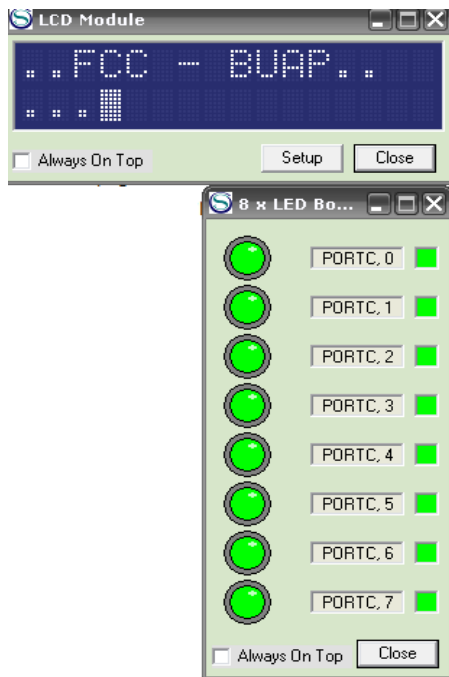 LCD Module
..FCC - BUAP..
...
Always On Top
Setup
Close
8 x LED Bo...
PORTC, 0
PORTC, 1
PORTC, 2
PORTC, 3
PORTC, 4
PORTC, 5
PORTC, 6
PORTC, 7
Always On Top
Close